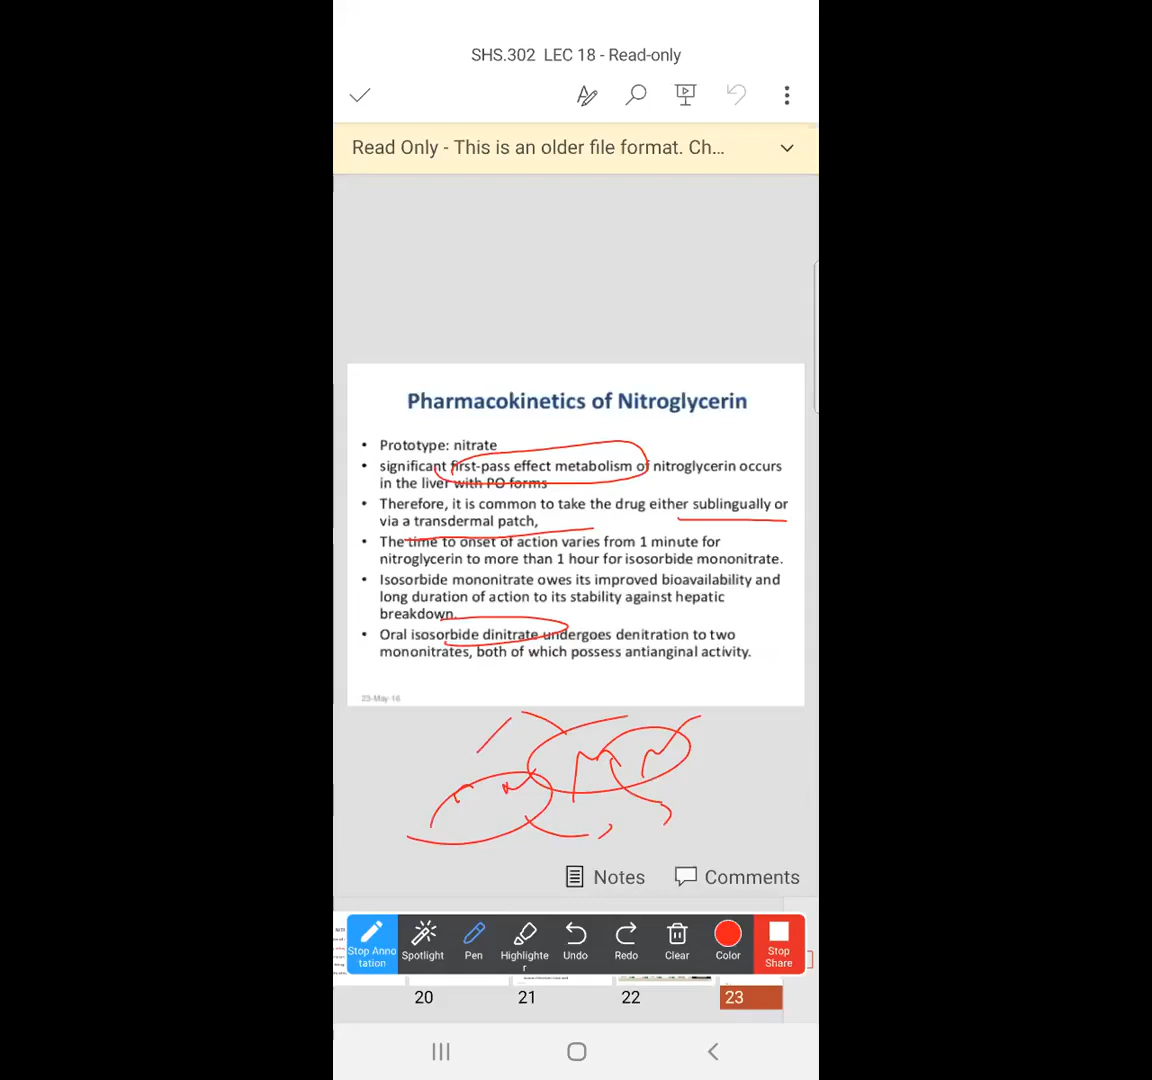 SHS.302 LEC 18 - Read-only
Read Only - This is an older file format. Ch...
Pharmacokinetics of Nitroglycerin
• Prototype: nitrate
• significant first-pass effect metabolism of nitroglycerin occurs
in the liver with PO forms
• Therefore, it is common to take the drug either sublingually or
via a transdermal patch,
• The time to onset of action varies from 1 minute for
nitroglycerin to more than 1 hour for isosorbide mononitrate.
• Isosorbide mononitrate owes its improved bioavailability and
long duration of action to its stability against hepatic
breakdown.
• Oral isosorbide dinitrate undergoes denitration to two
mononitrates, both of which possess antianginal activity.
23-May-16
Notes Comments
Stop Anno
tation
Spotlight
Pen
Highlighte
r
Undo
Redo
Clear
Color
Stop
Share
20 21 22 23